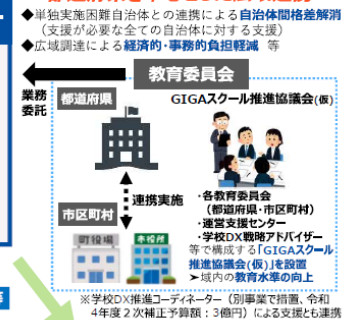 ◆単独実施困難自治体との連携による自治体間格差解消
（支援が必要な全ての自治体に対する支援）
◆広域調達による経済的・事務的負担軽減 等
教育委員会
業務
委託
都道府県
GIGAスクール推進協議会(仮)
連携実施
市区町村
町役場
市役所
・各教育委員会
（都道府県・市区町村）
・運営支援センター
・学校DX戦略アドバイザー
等で構成する「GIGAスクール
推進協議会(仮)」を設置
➢域内の教育水準の向上
※学校DX推進コーディネーター（別事業で措置、令和
4年度２次補正予算額：3億円）による支援とも連携